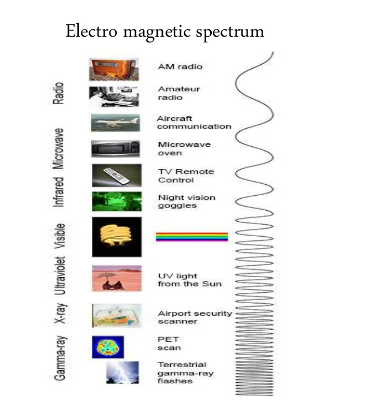 Electro magnetic spectrum
Radio
AM radio
Amateur
radio
Aircraft
communication
Microwave
Microwave
oven
Infrared
TV Remote
Control
Night vision
goggles
Visible
Ultraviolet
UV light
from the Sun
X-ray
Airport security
scanner
Gamma-ray
PET
scan
Terrestrial
gamma-ray
flashes